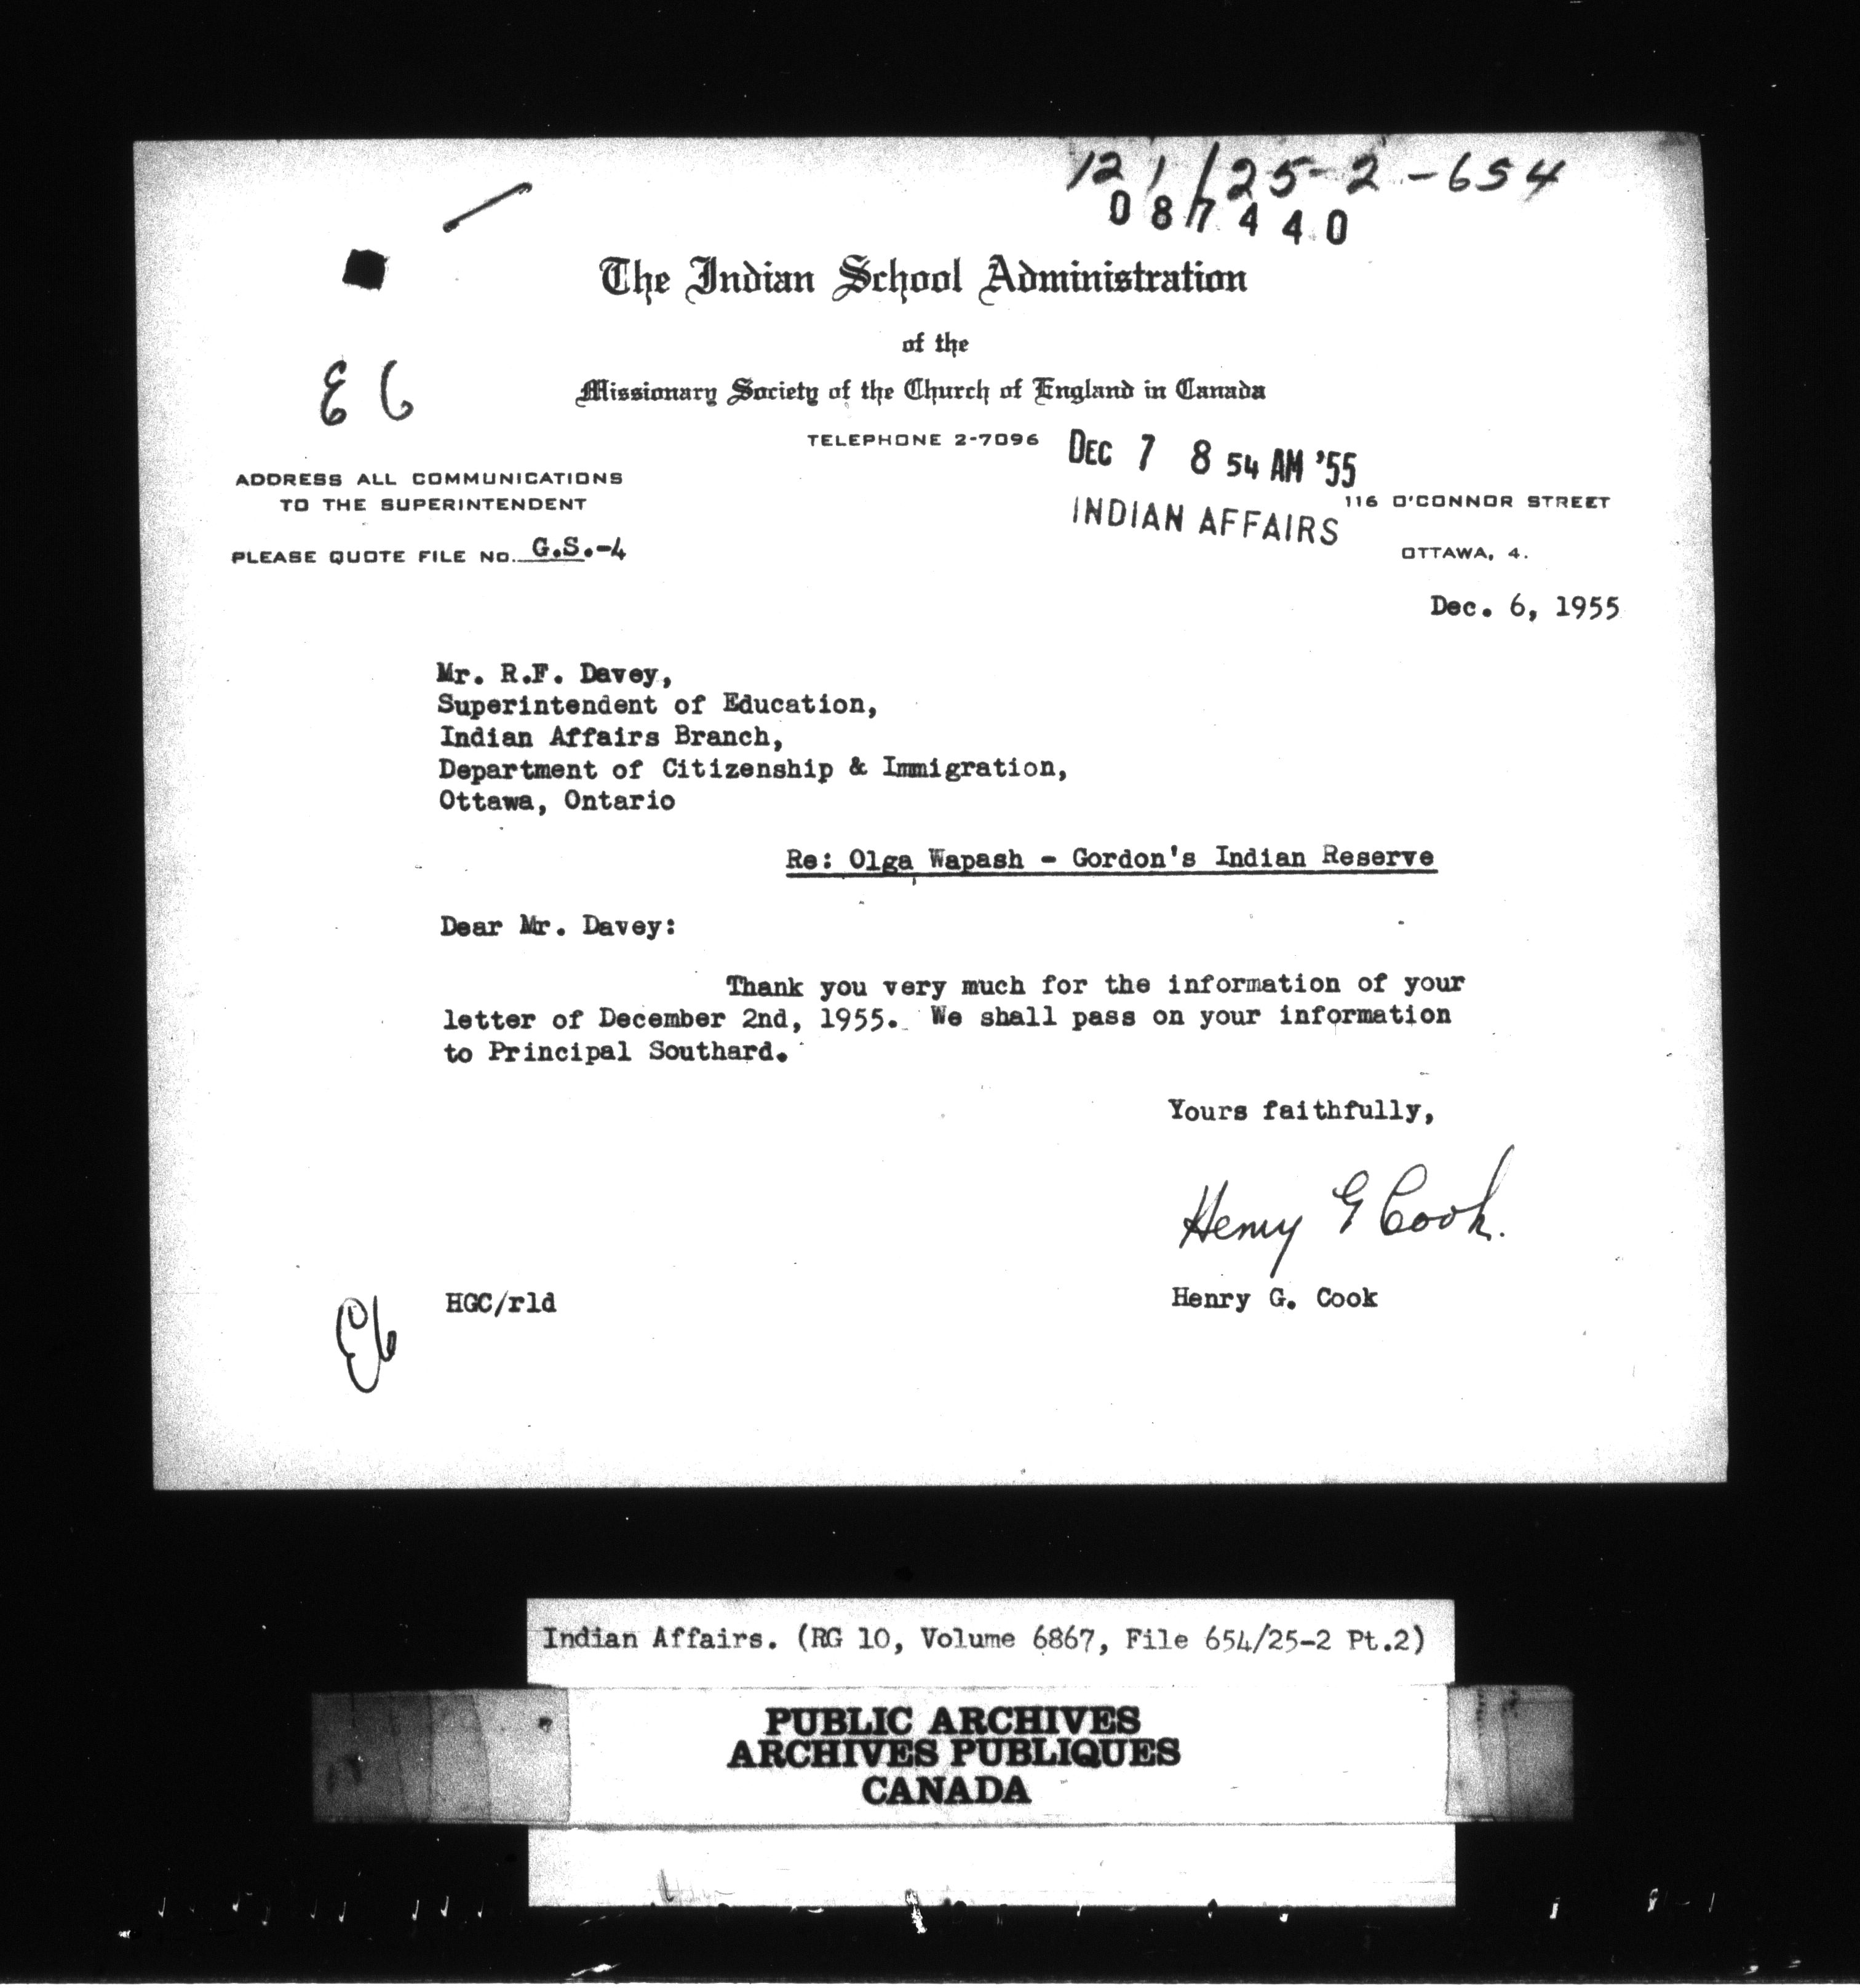 121/25-2-654
087440
The Indian School Administration
of the
Missionary Society of the Church of England in Canada
E6
TELEPHONE 2-7096
DEC 7 8 54 AM '55
INDIAN AFFAIRS
ADDRESS ALL COMMUNICATIONS
TO THE SUPERINTENDENT
116 O'CONNOR STREET
PLEASE QUOTE FILE NO. G.S.-4
OTTAWA, 4.
Dec. 6, 1955
Mr. R.F. Davey,
Superintendent of Education,
Indian Affairs Branch,
Department of Citizenship & Immigration,
Ottawa, Ontario
Re: Olga Wapash - Gordon's Indian Reserve
Dear Mr. Davey:
Thank you very much for the information of your
letter of December 2nd, 1955. We shall pass on your information
to Principal Southard.
Yours faithfully,
Henry G Cook.
HGC/rld
Henry G. Cook
Indian Affairs. (RG 10, Volume 6867, File 654/25-2 Pt.2)
PUBLIC ARCHIVES
ARCHIVES PUBLIQUES
CANADA